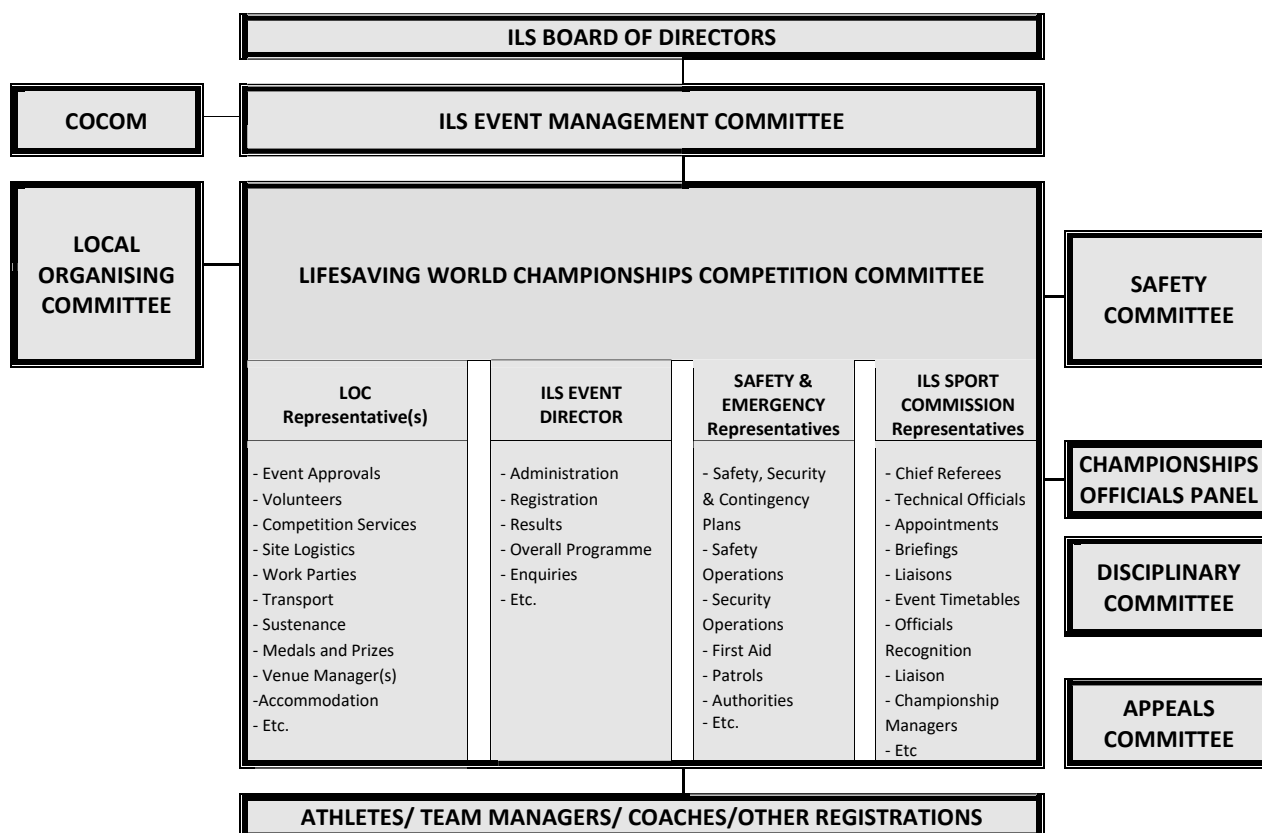 ILS BOARD OF DIRECTORS
COCOM
ILS EVENT MANAGEMENT COMMITTEE
LOCAL
ORGANISING
COMMITTEE
LIFESAVING WORLD CHAMPIONSHIPS COMPETITION COMMITTEE
SAFETY
COMMITTEE
LOC
Representative(s)
- Event Approvals
- Volunteers
- Competition Services
- Site Logistics
- Work Parties
- Transport
- Sustenance
- Medals and Prizes
- Venue Manager(s)
-Accommodation
- Etc.
ILS EVENT
DIRECTOR
- Administration
- Registration
- Results
- Overall Programme
- Enquiries
- Etc.
SAFETY &
EMERGENCY
Representatives
- Safety, Security
& Contingency
Plans
- Safety
Operations
- Security
Operations
- First Aid
- Patrols
- Authorities
- Etc.
ILS SPORT
COMMISSION
Representatives
- Chief Referees
- Technical Officials
- Appointments
- Briefings
- Liaisons
- Event Timetables
- Officials
Recognition
- Liaison
- Championship
Managers
- Etc
CHAMPIONSHIPS
OFFICIALS PANEL
DISCIPLINARY
COMMITTEE
APPEALS
COMMITTEE
ATHLETES/ TEAM MANAGERS/ COACHES/OTHER REGISTRATIONS